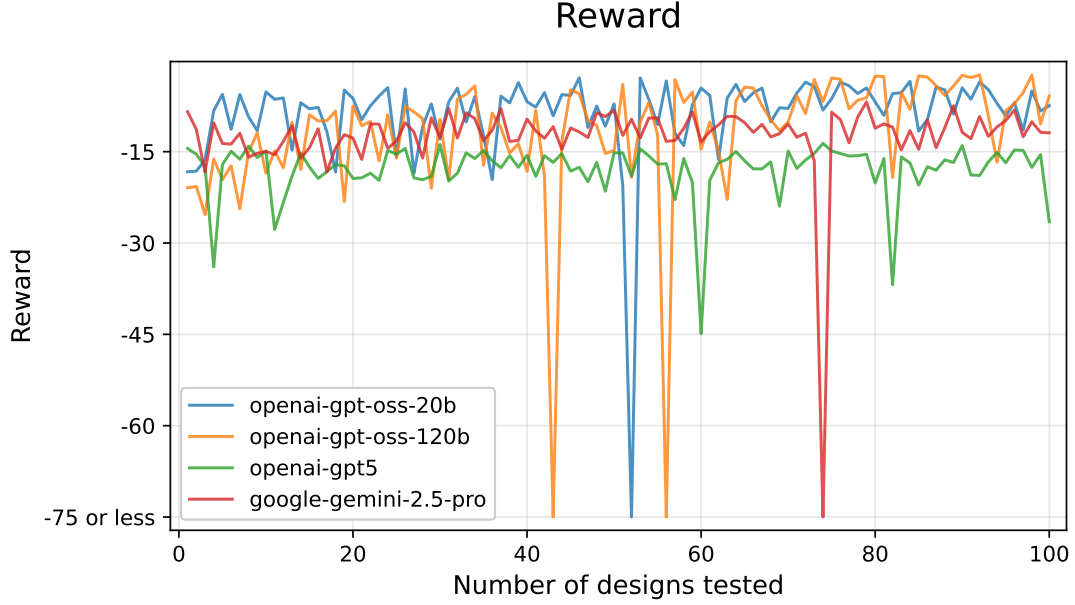 Reward
Reward
-15
-30
-45
-60
-75 or less
openai-gpt-oss-20b
openai-gpt-oss-120b
openai-gpt5
google-gemini-2.5-pro
0 20 40 60 80 100
Number of designs tested